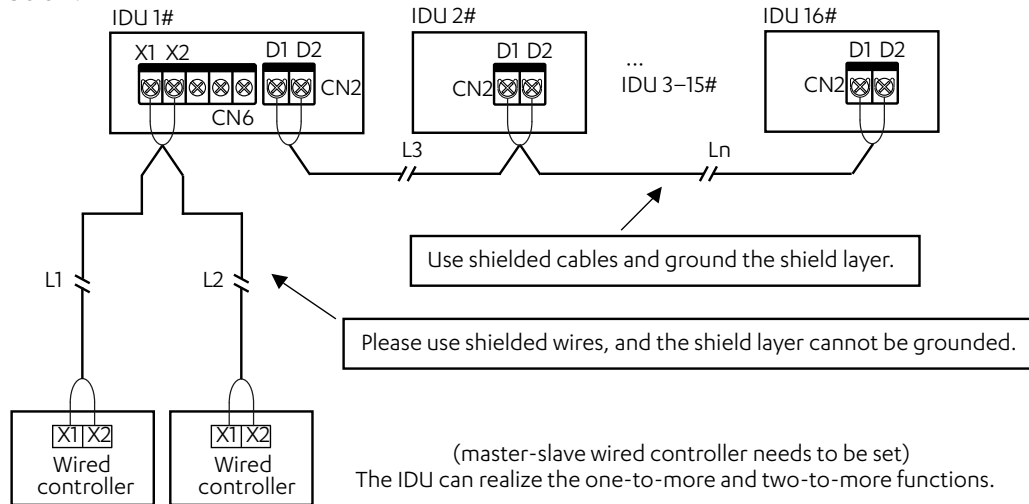 IDU 1#
IDU 2#
IDU 16#
X1 X2
D1 D2
D1 D2
D1 D2
...
CN2
CN2
IDU 3–15#
CN2
CN6
L3
Ln
Use shielded cables and ground the shield layer.
L1
L2
Please use shielded wires, and the shield layer cannot be grounded.
X1 X2
X1 X2
Wired
controller
Wired
controller
(master-slave wired controller needs to be set)
The IDU can realize the one-to-more and two-to-more functions.